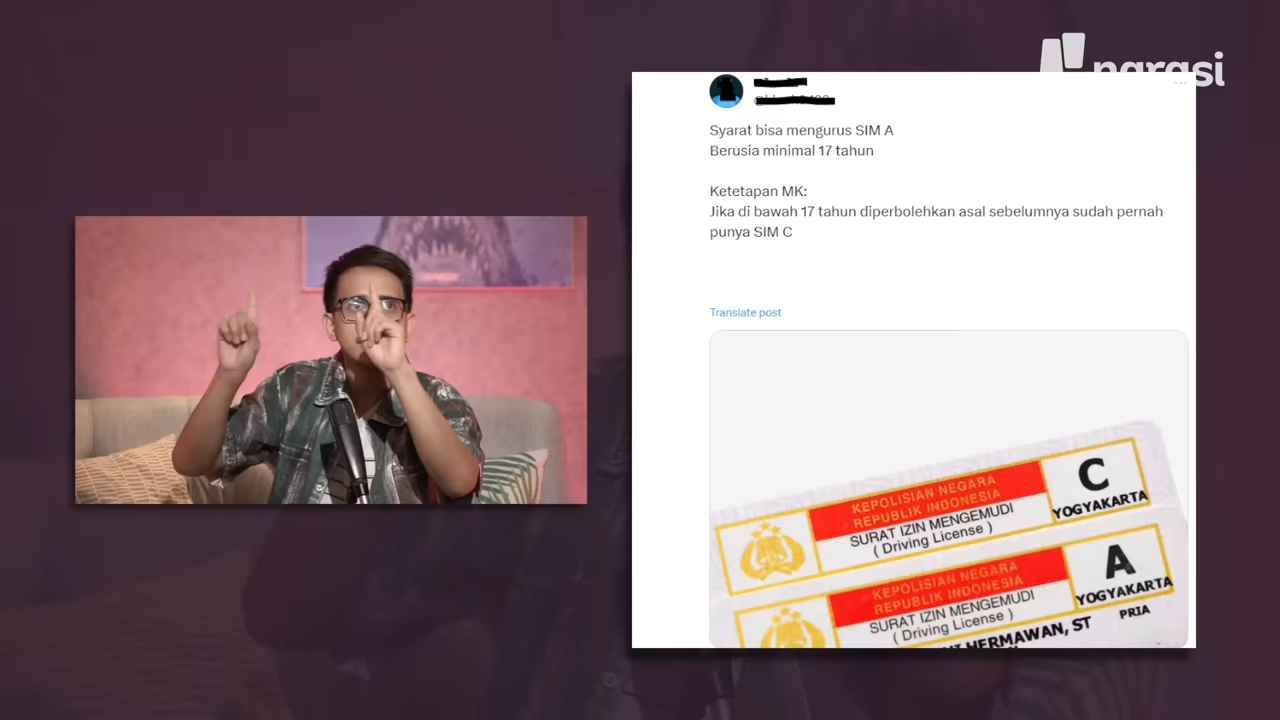 narasi
Syarat bisa mengurus SIM A
Berusia minimal 17 tahun
Ketetapan MK:
Jika di bawah 17 tahun diperbolehkan asal sebelumnya sudah pernah
punya SIM C
Translate post
KEPOLISIAN NEGARA
REPUBLIK INDONESIA
SURAT IZIN MENGEMUDI
( Driving License )
C
YOGYAKARTA
KEPOLISIAN NEGARA
REPUBLIK INDONESIA
SURAT IZIN MENGEMUDI
( Driving License )
A
YOGYAKARTA
PRIA
HERMAWAN, ST